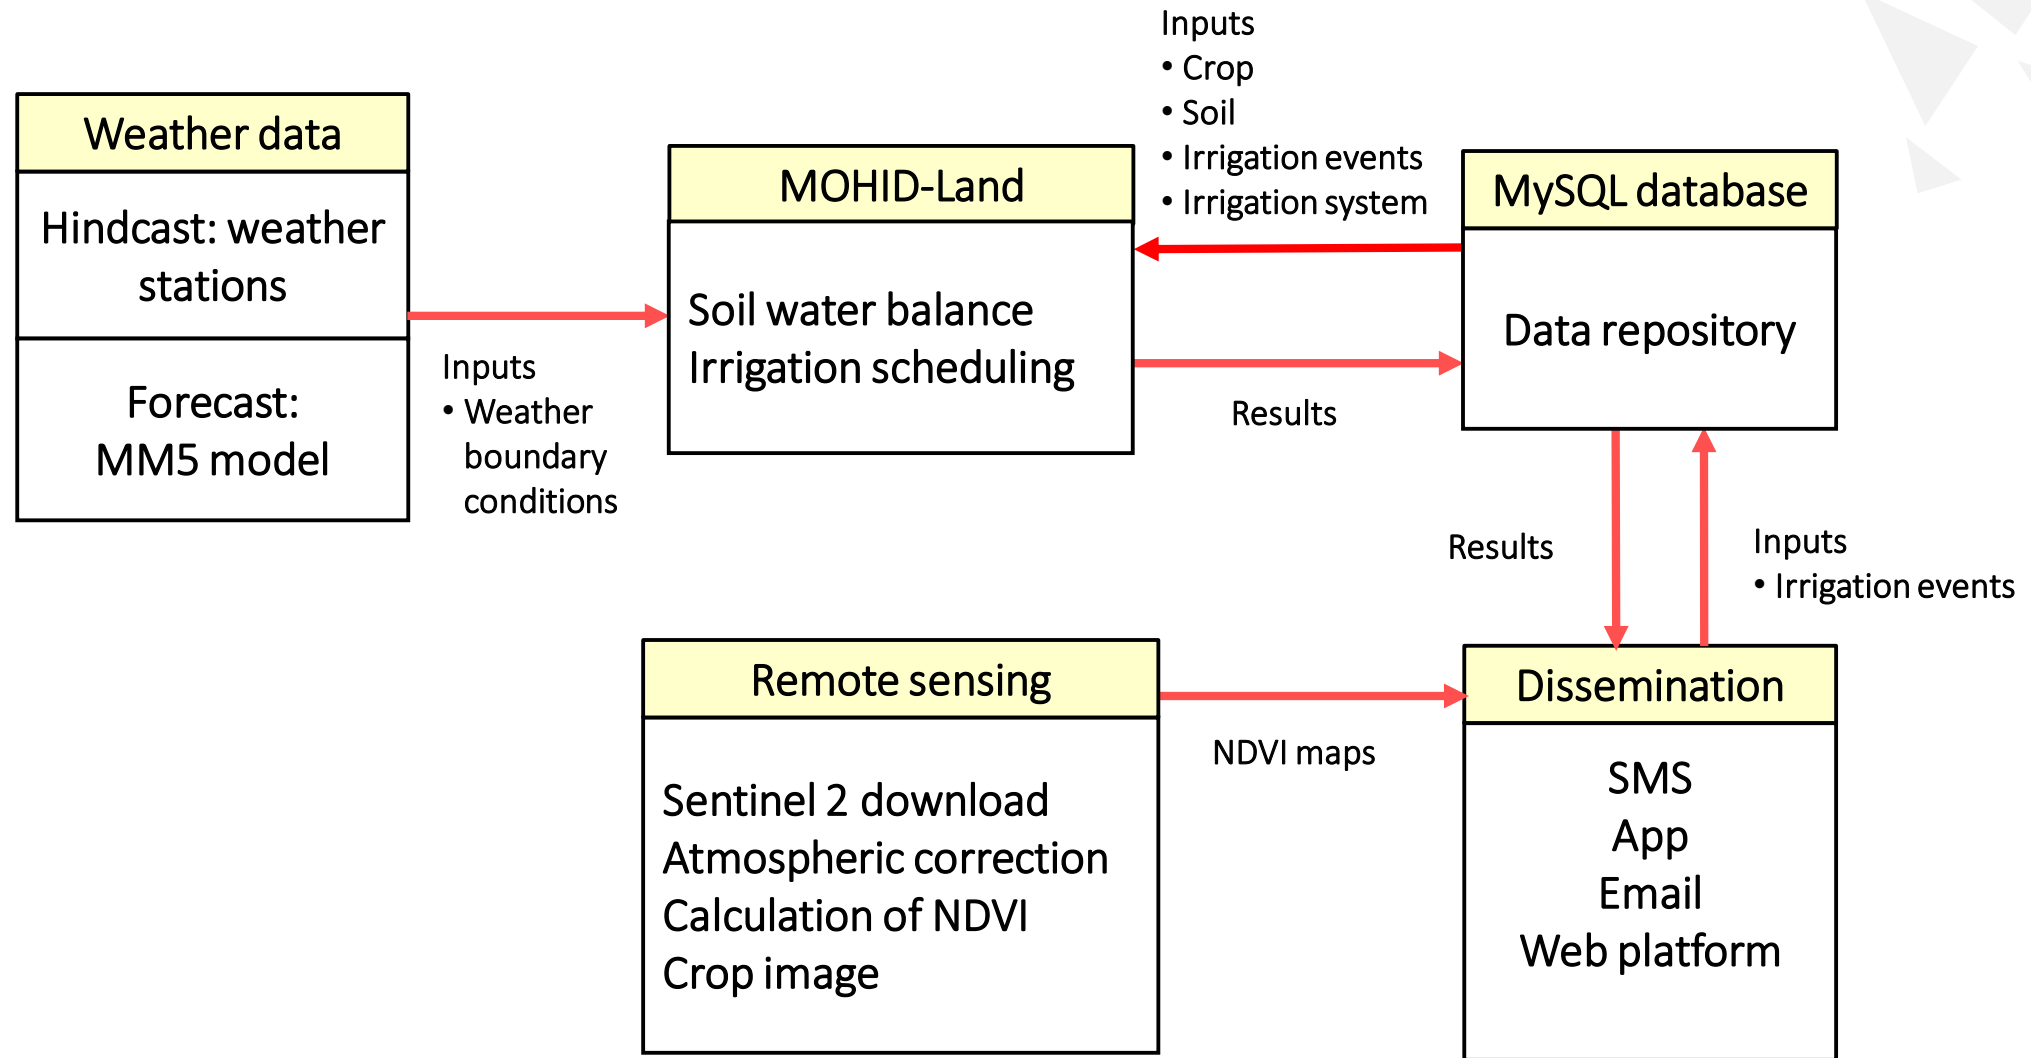 Weather data
Hindcast: weather
stations
Forecast:
MM5 model
Inputs
• Weather
boundary
conditions
MOHID-Land
Soil water balance
Irrigation scheduling
Inputs
• Crop
• Soil
• Irrigation events
• Irrigation system
Results
MySQL database
Data repository
Results
Inputs
• Irrigation events
Remote sensing
Sentinel 2 download
Atmospheric correction
Calculation of NDVI
Crop image
NDVI maps
Dissemination
SMS
App
Email
Web platform